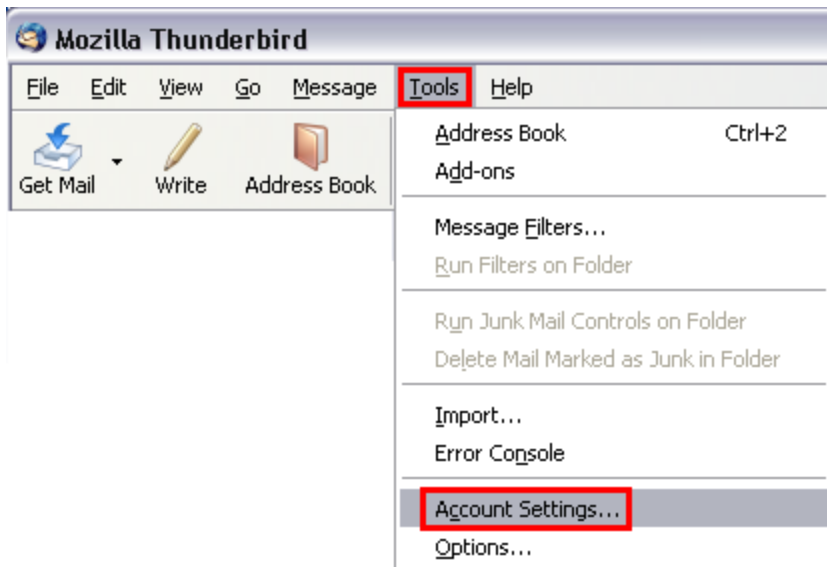 Mozilla Thunderbird
File Edit View Go Message Tools Help
Get Mail Write Address Book
Address Book Ctrl+2
Add-ons
Message Filters...
Run Filters on Folder
Run Junk Mail Controls on Folder
Delete Mail Marked as Junk in Folder
Import...
Error Console
Account Settings...
Options...